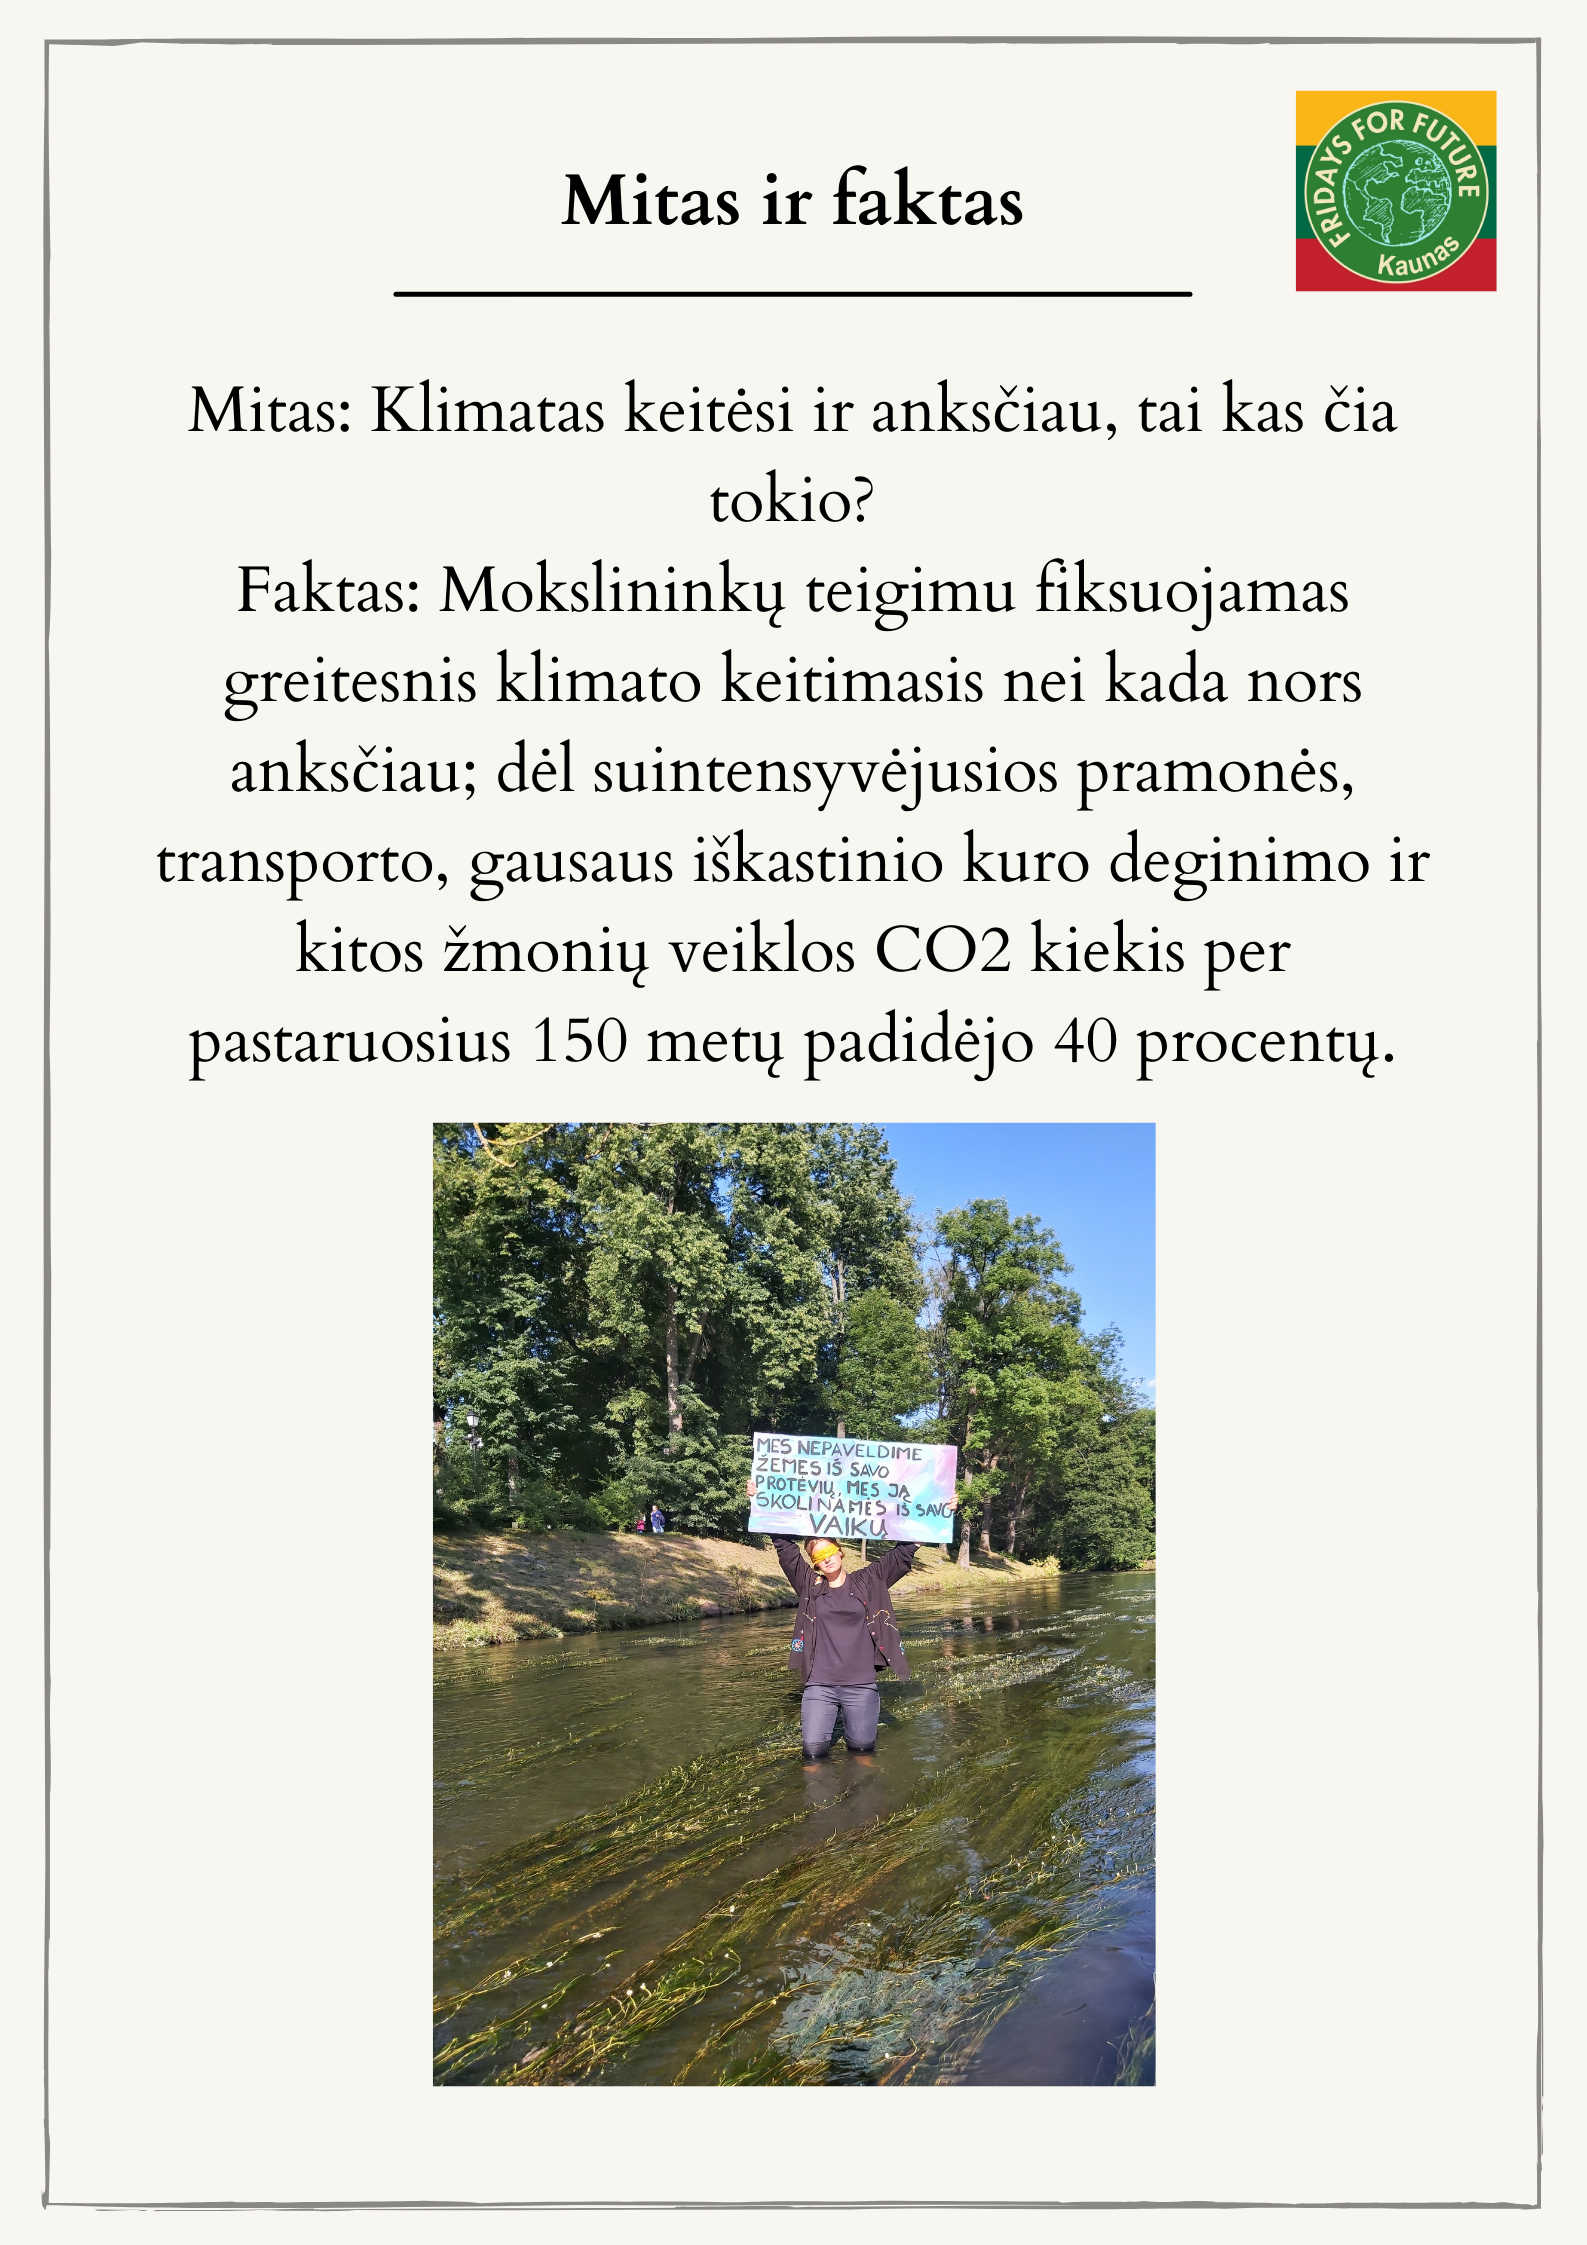 FRIDAYS FOR FUTURE
Kaunas
Mitas ir faktas
Mitas: Klimatas keitėsi ir anksčiau, tai kas čia
tokio?
Faktas: Mokslininkų teigimu fiksuojamas
greitesnis klimato keitimasis nei kada nors
anksčiau; dėl suintensyvėjusios pramonės,
transporto, gausaus iškastinio kuro deginimo ir
kitos žmonių veiklos CO2 kiekis per
pastaruosius 150 metų padidėjo 40 procentų.
MES NEPAVELDIME
ŽEMĖS IŠ SAVO
PROTĖVIŲ, MES JĄ
SKOLINAMĖS IŠ SAVO
VAIKŲ